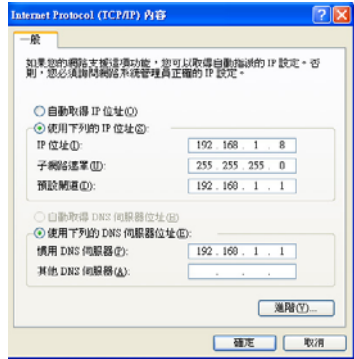 Internet Protocol (TCP/IP) 內容
一般
如果您的網路支援這項功能，您可以取得自動指派的 IP 設定。否
則，您必須詢問網路系統管理員正確的 IP 設定。
自動取得 IP 位址(O)
使用下列的 IP 位址(S):
IP 位址(I):
192 . 168 . 1 . 8
子網路遮罩(U):
255 . 255 . 255 . 0
預設閘道(D):
192 . 168 . 1 . 1
自動取得 DNS 伺服器位址(B)
使用下列的 DNS 伺服器位址(E):
慣用 DNS 伺服器(P):
192 . 168 . 1 . 1
其他 DNS 伺服器(A):
. . .
進階(V)...
確定
取消